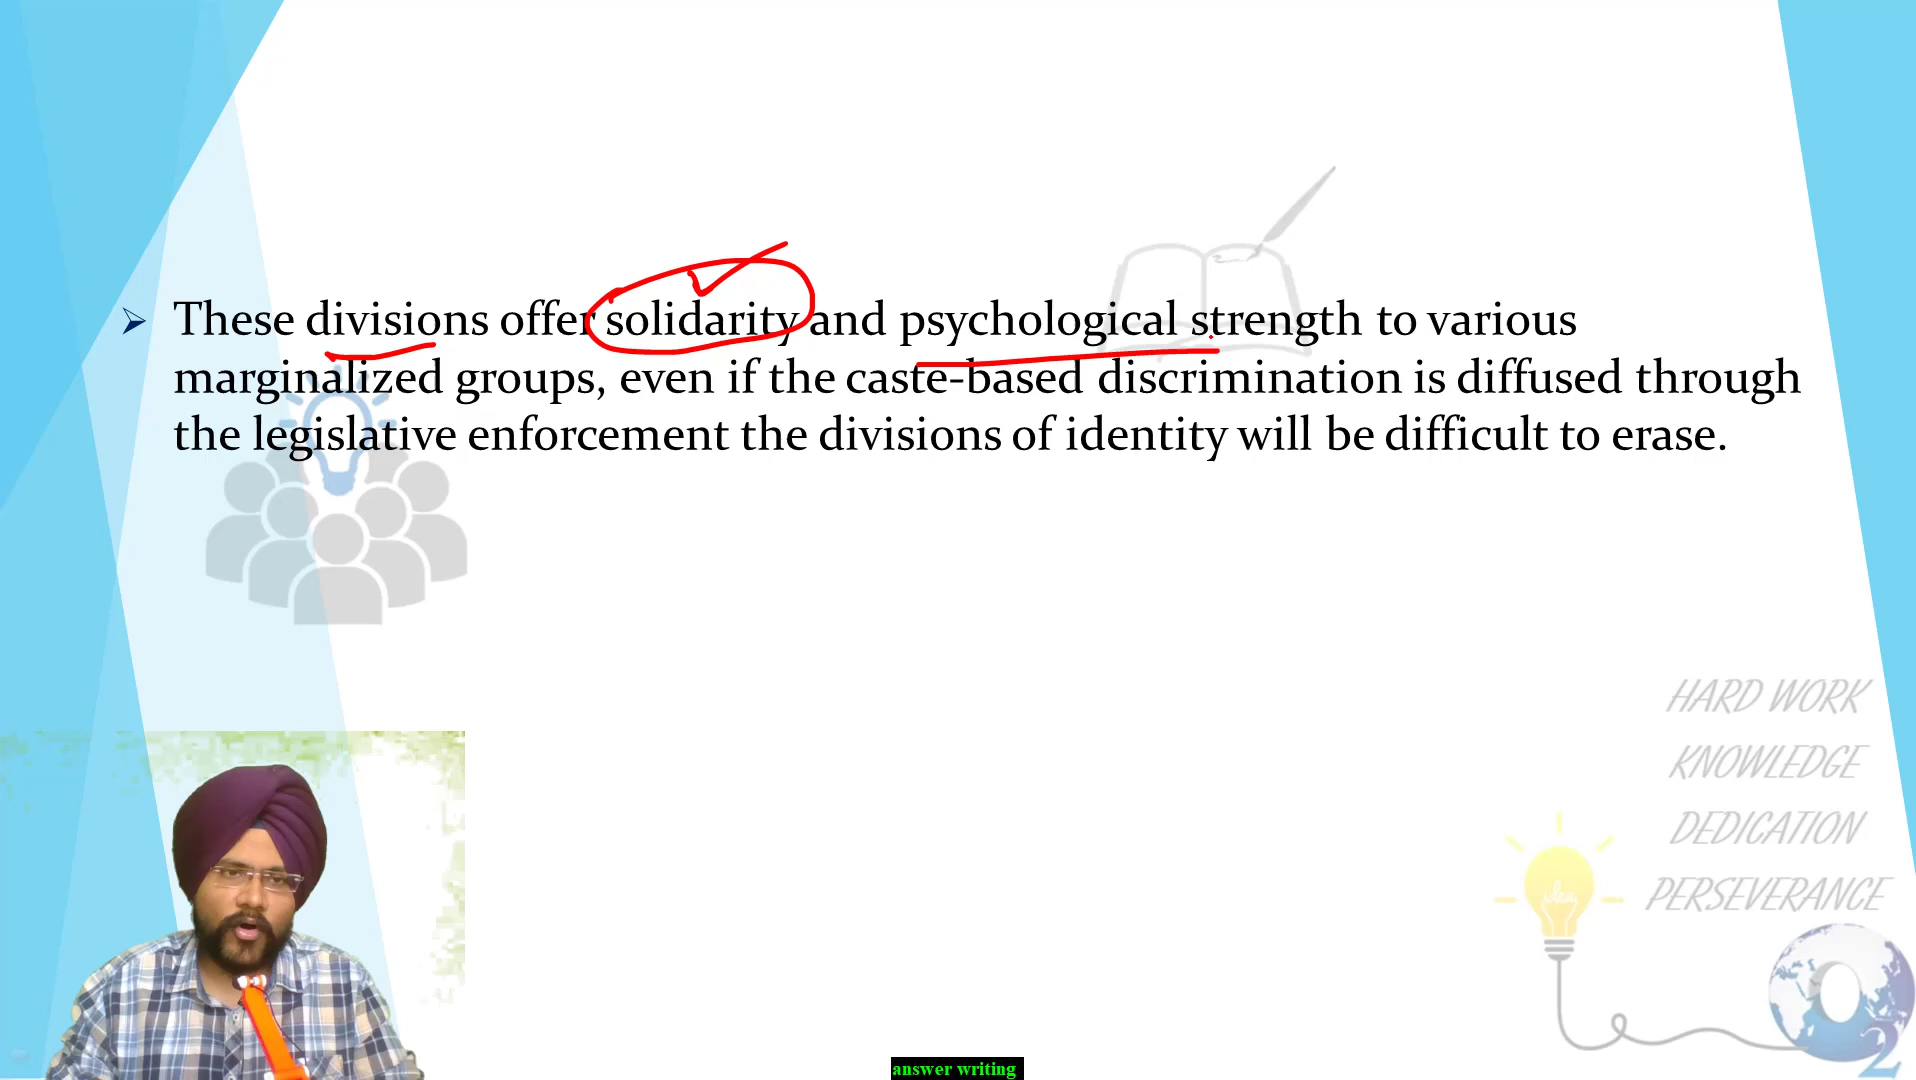 These divisions offer solidarity and psychological strength to various
marginalized groups, even if the caste-based discrimination is diffused through
the legislative enforcement the divisions of identity will be difficult to erase.
HARD WORK
KNOWLEDGE
DEDICATION
PERSEVERANCE
idea
O2
answer writing